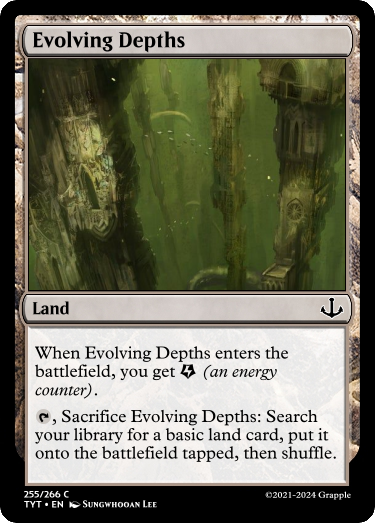 Evolving Depths
Land
When Evolving Depths enters the
battlefield, you get (an energy
counter).
, Sacrifice Evolving Depths: Search
your library for a basic land card, put it
onto the battlefield tapped, then shuffle.
255/266 C
TYT • EN Sungwhooan Lee
©2021-2024 Grapple